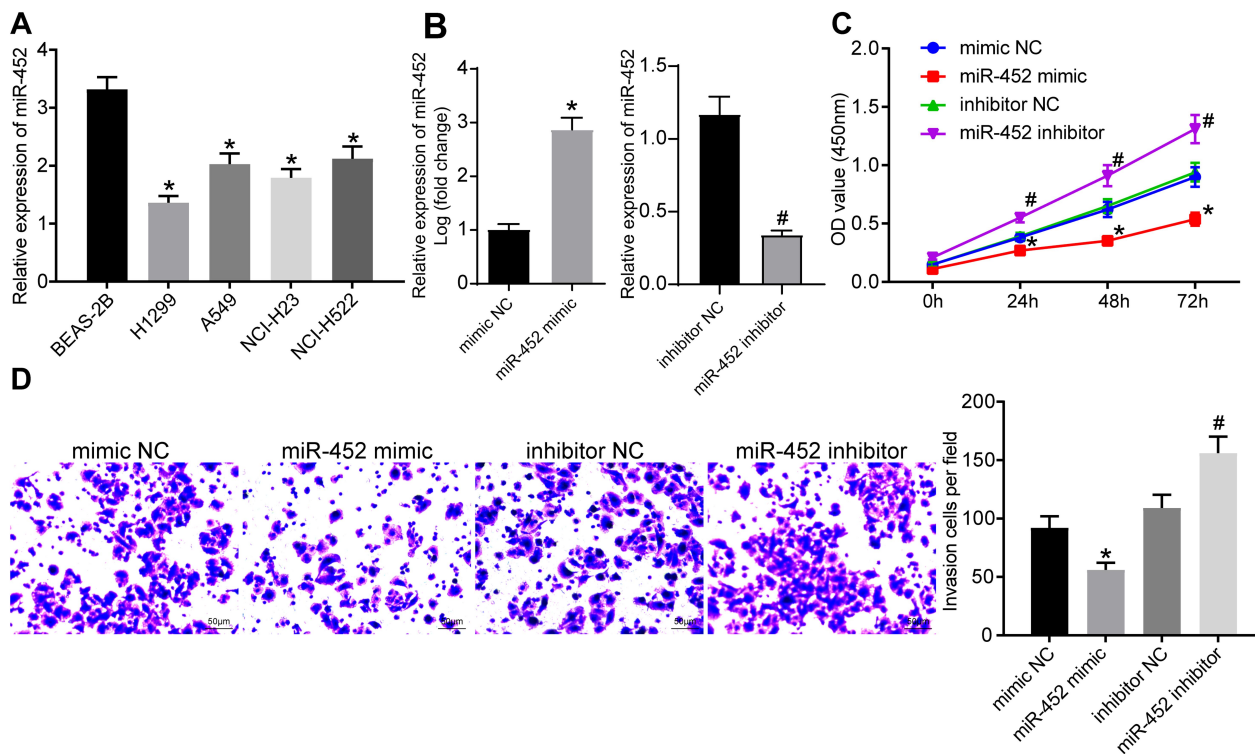 A
Relative expression of miR-452
4
3
2
1
0
*
*
*
*
BEAS-2B
H1299
A549
NCI-H23
NCI-H522
B
Relative expression of miR-452
Log (fold change)
4
3
2
1
0
*
mimic NC
miR-452 mimic
Relative expression of miR-452
1.5
1.0
0.5
0.0
#
inhibitor NC
miR-452 inhibitor
C
OD value (450nm)
2.0
1.5
1.0
0.5
0.0
mimic NC
miR-452 mimic
inhibitor NC
miR-452 inhibitor
#
#
#
*
*
*
0h
24h
48h
72h
D
mimic NC
miR-452 mimic
inhibitor NC
miR-452 inhibitor
50μm
50μm
50μm
50μm
Invasion cells per field
200
150
100
50
0
*
#
mimic NC
miR-452 mimic
inhibitor NC
miR-452 inhibitor